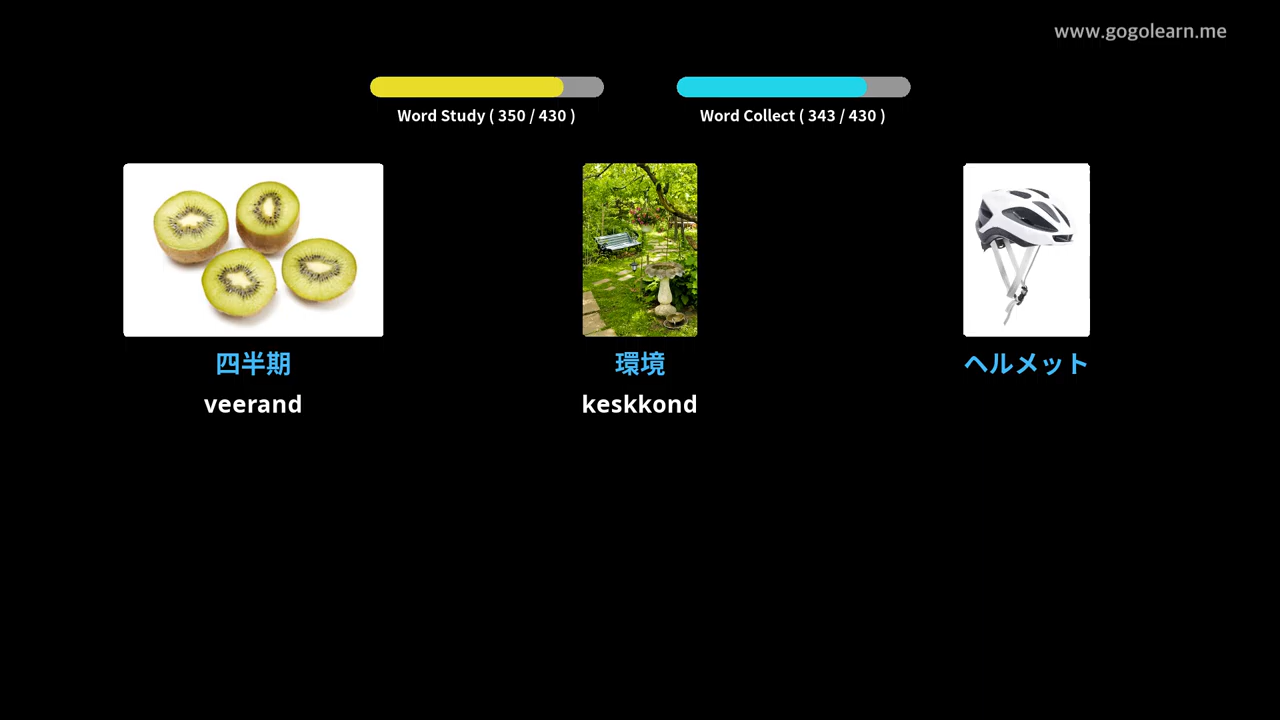 www.gogolearn.me
Word Study ( 350 / 430 )
Word Collect ( 343 / 430 )
四半期
環境
ヘルメット
veerand
keskkond